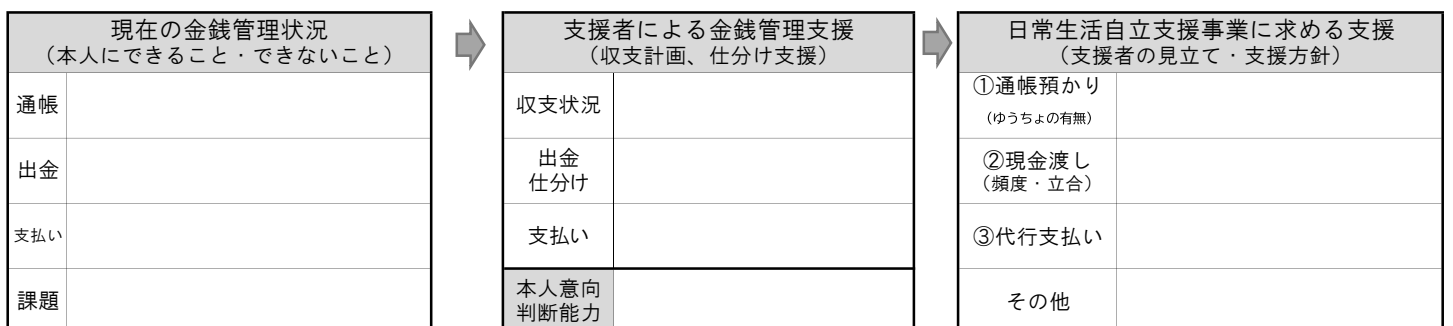 現在の金銭管理状況
（本人にできること・できないこと）
通帳
出金
支払い
課題
支援者による金銭管理支援
（収支計画、仕分け支援）
収支状況
出金
仕分け
支払い
本人意向
判断能力
日常生活自立支援事業に求める支援
（支援者の見立て・支援方針）
①通帳預かり
（ゆうちょの有無）
②現金渡し
（頻度・立合）
③代行支払い
その他